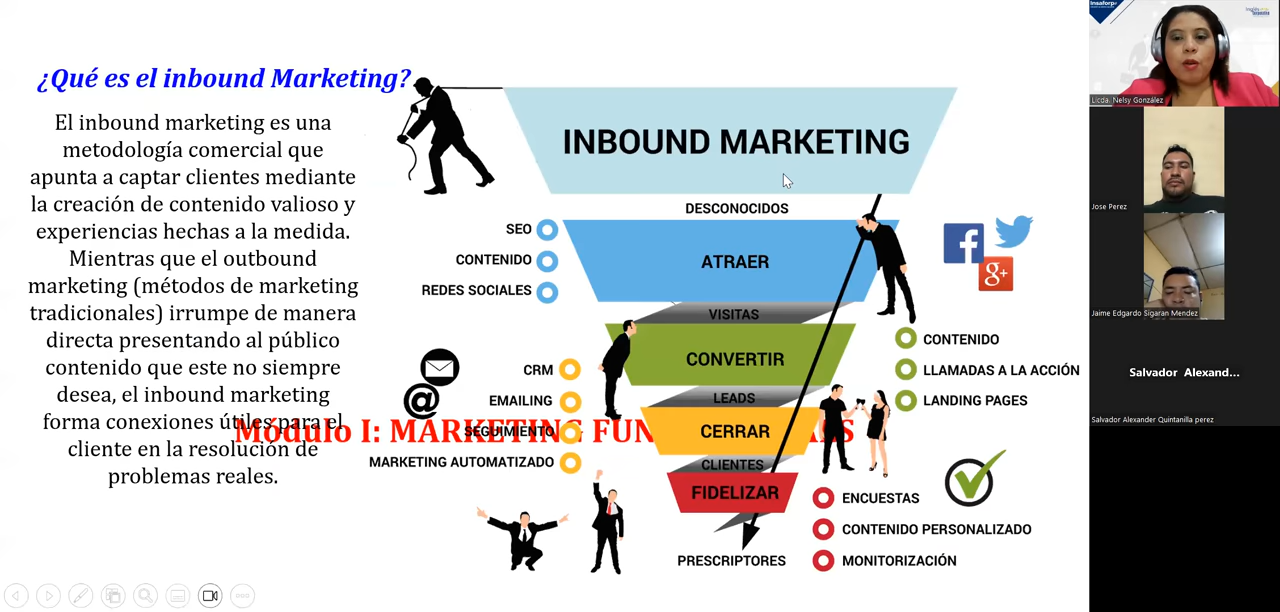 ¿Qué es el inbound Marketing?
El inbound marketing es una
metodología comercial que
apunta a captar clientes mediante
la creación de contenido valioso y
experiencias hechas a la medida.
Mientras que el outbound
marketing (métodos de marketing
tradicionales) irrumpe de manera
directa presentando al público
contenido que este no siempre
desea, el inbound marketing
forma conexiones útiles para el
cliente en la resolución de
problemas reales.
Módulo I: MARKETING
INBOUND MARKETING
DESCONOCIDOS
SEO
CONTENIDO
REDES SOCIALES
ATRAER
f
g+
VISITAS
CONVERTIR
CONTENIDO
LLAMADAS A LA ACCIÓN
LANDING PAGES
LEADS
@
CRM
EMAILING
SEGUIMIENTO
MARKETING AUTOMATIZADO
CERRAR
CLIENTES
FIDELIZAR
ENCUESTAS
CONTENIDO PERSONALIZADO
MONITORIZACIÓN
PRESCRIPTORES
Insaforp
Licda. Nelsy González
Jose Perez
Jaime Edgardo Sigaran Mendez
Salvador Alexand...
Salvador Alexander Quintanilla perez